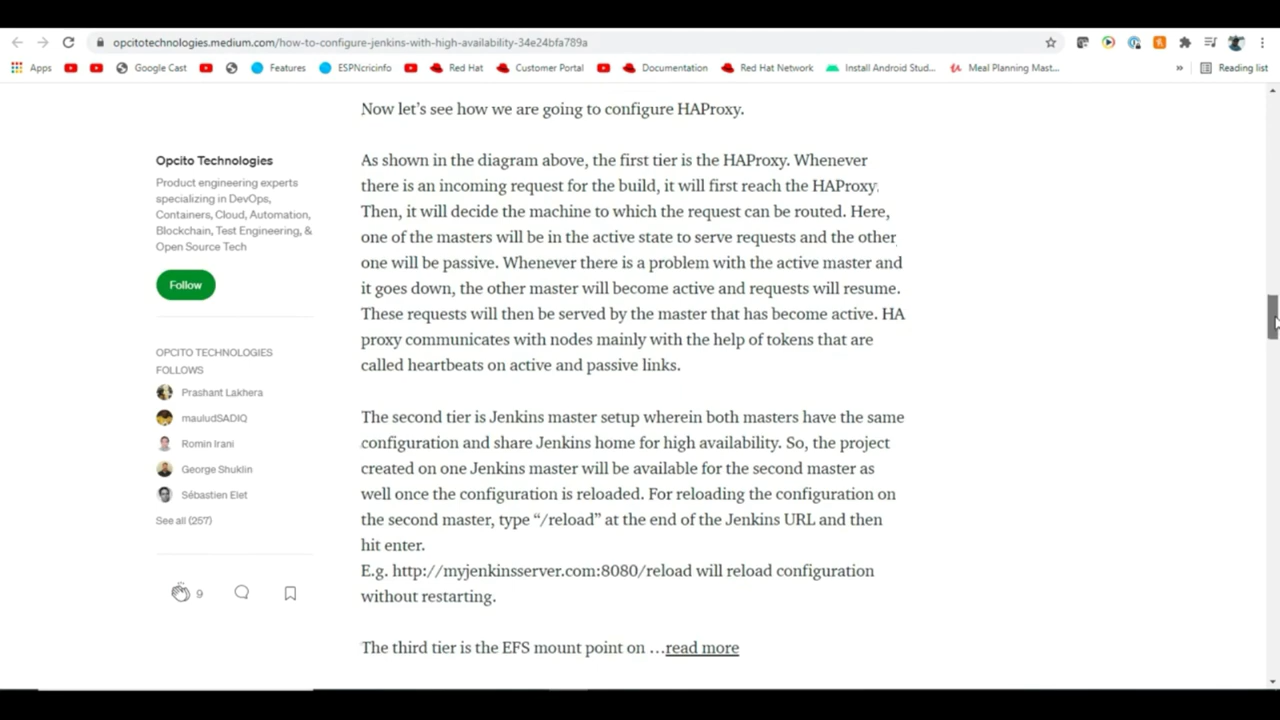 opcitotechnologies.medium.com/how-to-configure-jenkins-with-high-availability-34e24bfa789a
Apps Google Cast Features ESPNcricinfo Red Hat Customer Portal Documentation Red Hat Network Install Android Stud... Meal Planning Mast... » Reading list
Now let’s see how we are going to configure HAProxy.
Opcito Technologies
Product engineering experts
specializing in DevOps,
Containers, Cloud, Automation,
Blockchain, Test Engineering, &
Open Source Tech
Follow
OPCITO TECHNOLOGIES
FOLLOWS
Prashant Lakhera
mauludSADIQ
Romin Irani
George Shuklin
Sébastien Elet
See all (257)
9
As shown in the diagram above, the first tier is the HAProxy. Whenever
there is an incoming request for the build, it will first reach the HAProxy.
Then, it will decide the machine to which the request can be routed. Here,
one of the masters will be in the active state to serve requests and the other
one will be passive. Whenever there is a problem with the active master and
it goes down, the other master will become active and requests will resume.
These requests will then be served by the master that has become active. HA
proxy communicates with nodes mainly with the help of tokens that are
called heartbeats on active and passive links.
The second tier is Jenkins master setup wherein both masters have the same
configuration and share Jenkins home for high availability. So, the project
created on one Jenkins master will be available for the second master as
well once the configuration is reloaded. For reloading the configuration on
the second master, type “/reload” at the end of the Jenkins URL and then
hit enter.
E.g. http://myjenkinsserver.com:8080/reload will reload configuration
without restarting.
The third tier is the EFS mount point on …read more